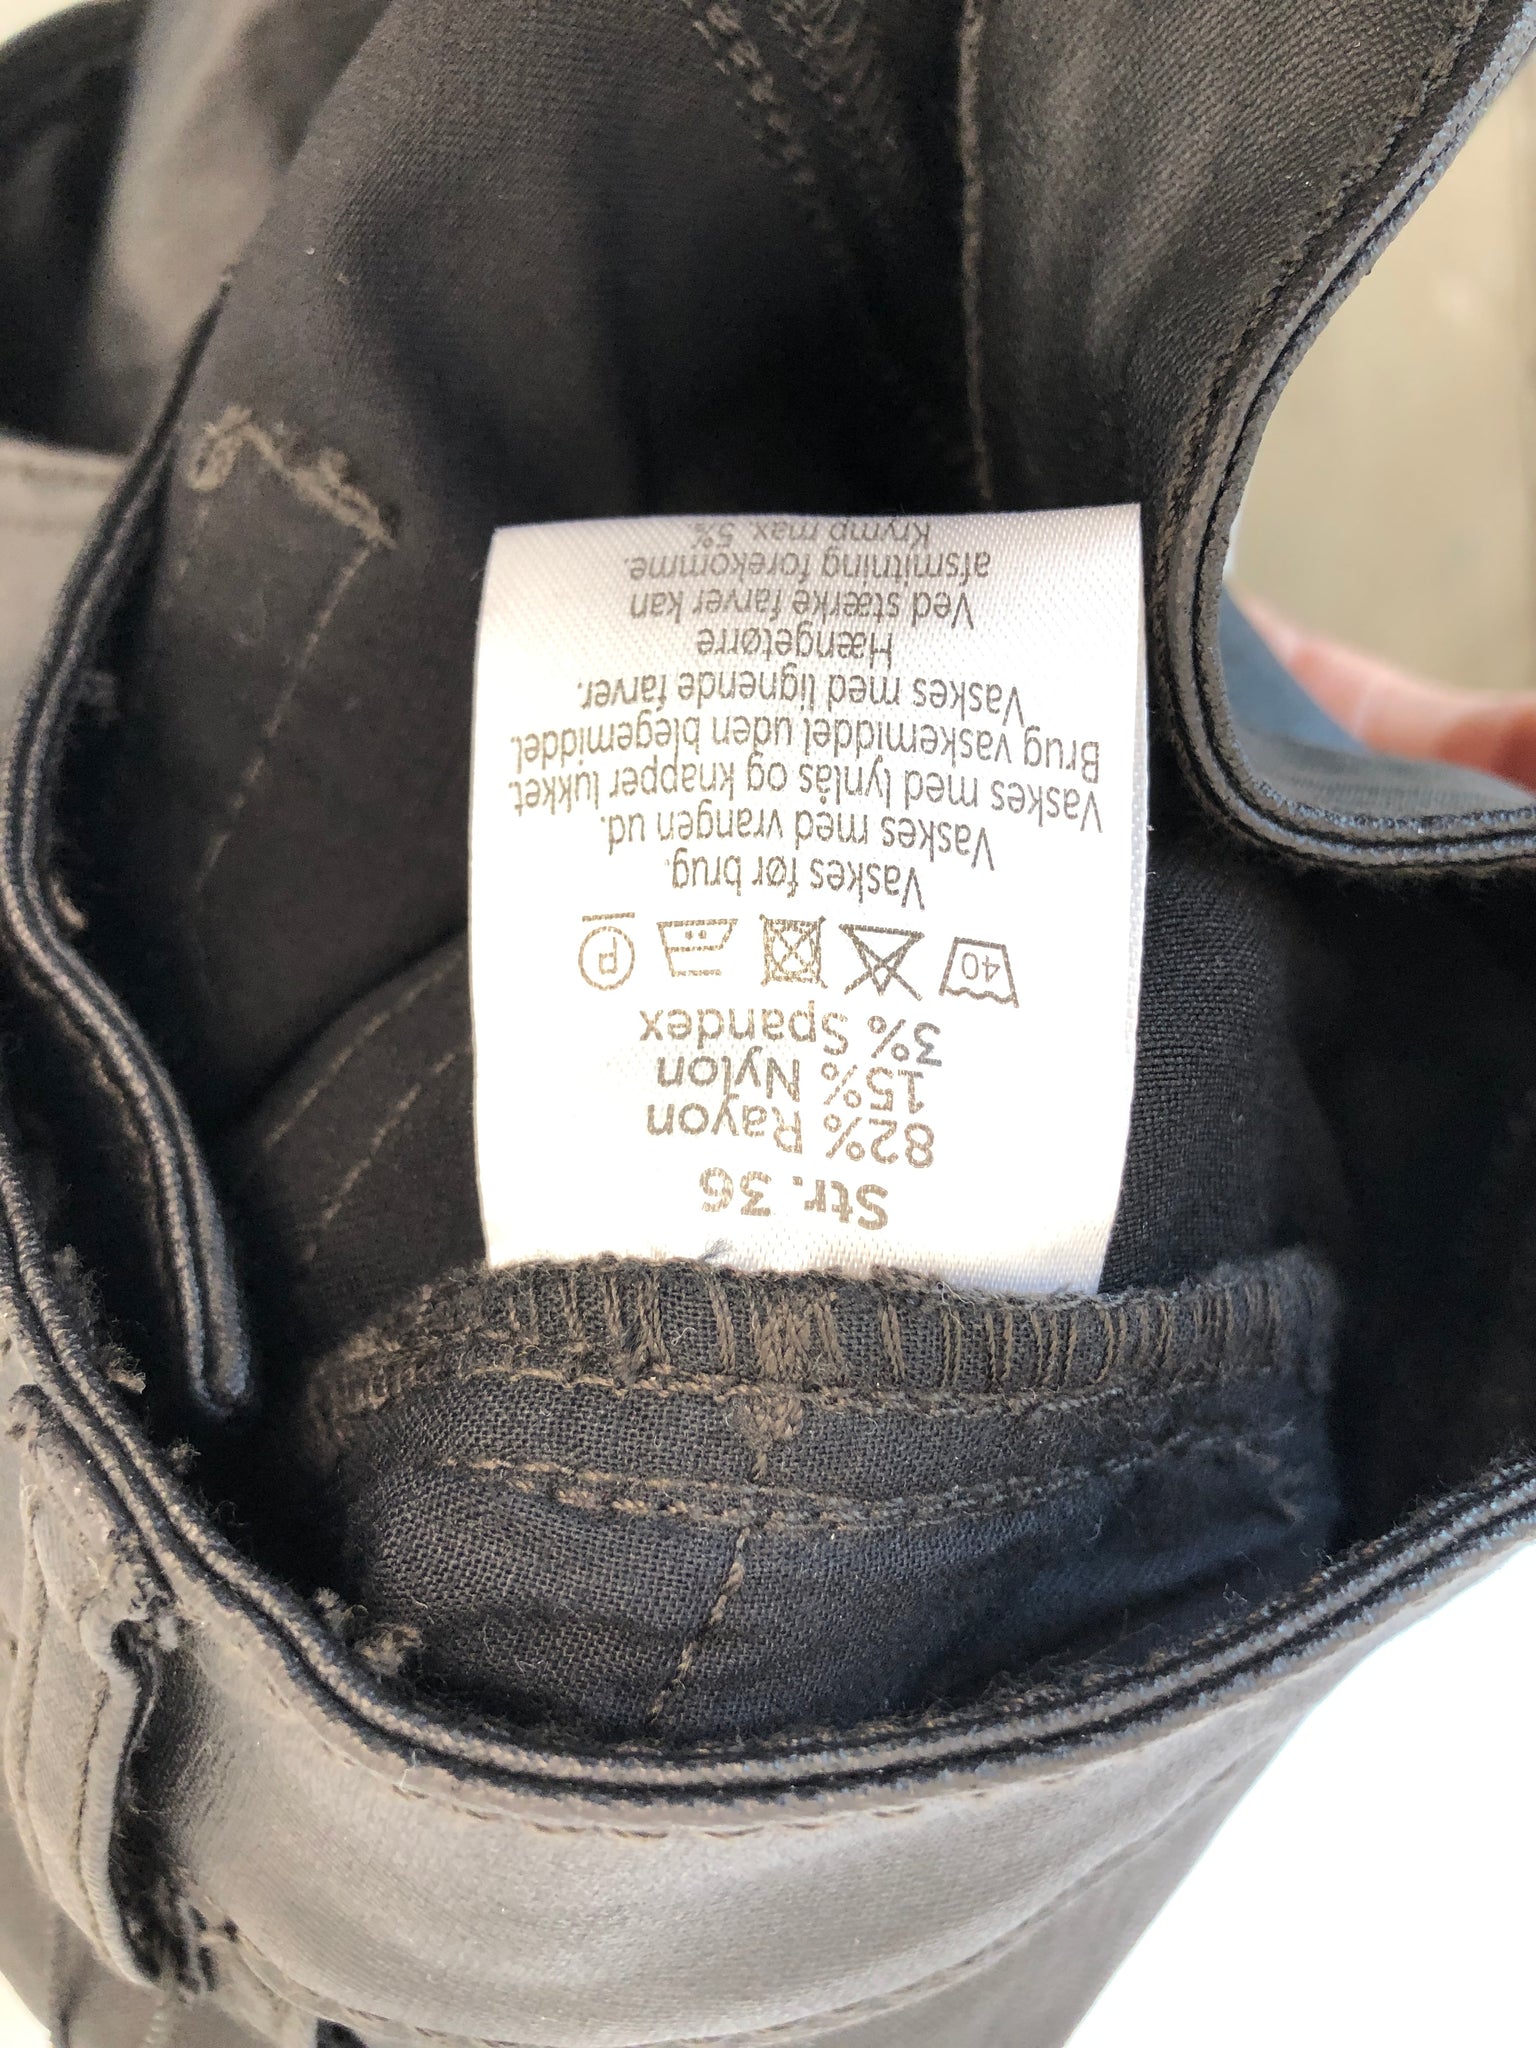 Str. 36
82% Rayon
15% Nylon
3% Spandex
40 P
Vaskes før brug.
Vaskes med vrangen ud.
Vaskes med lynlås og knapper lukket.
Brug vaskemiddel uden blegemiddel.
Vaskes med lignende farver.
Hængetørre
Ved stærke farver kan
afsmitning forekomme.
Krymp max. 5%.